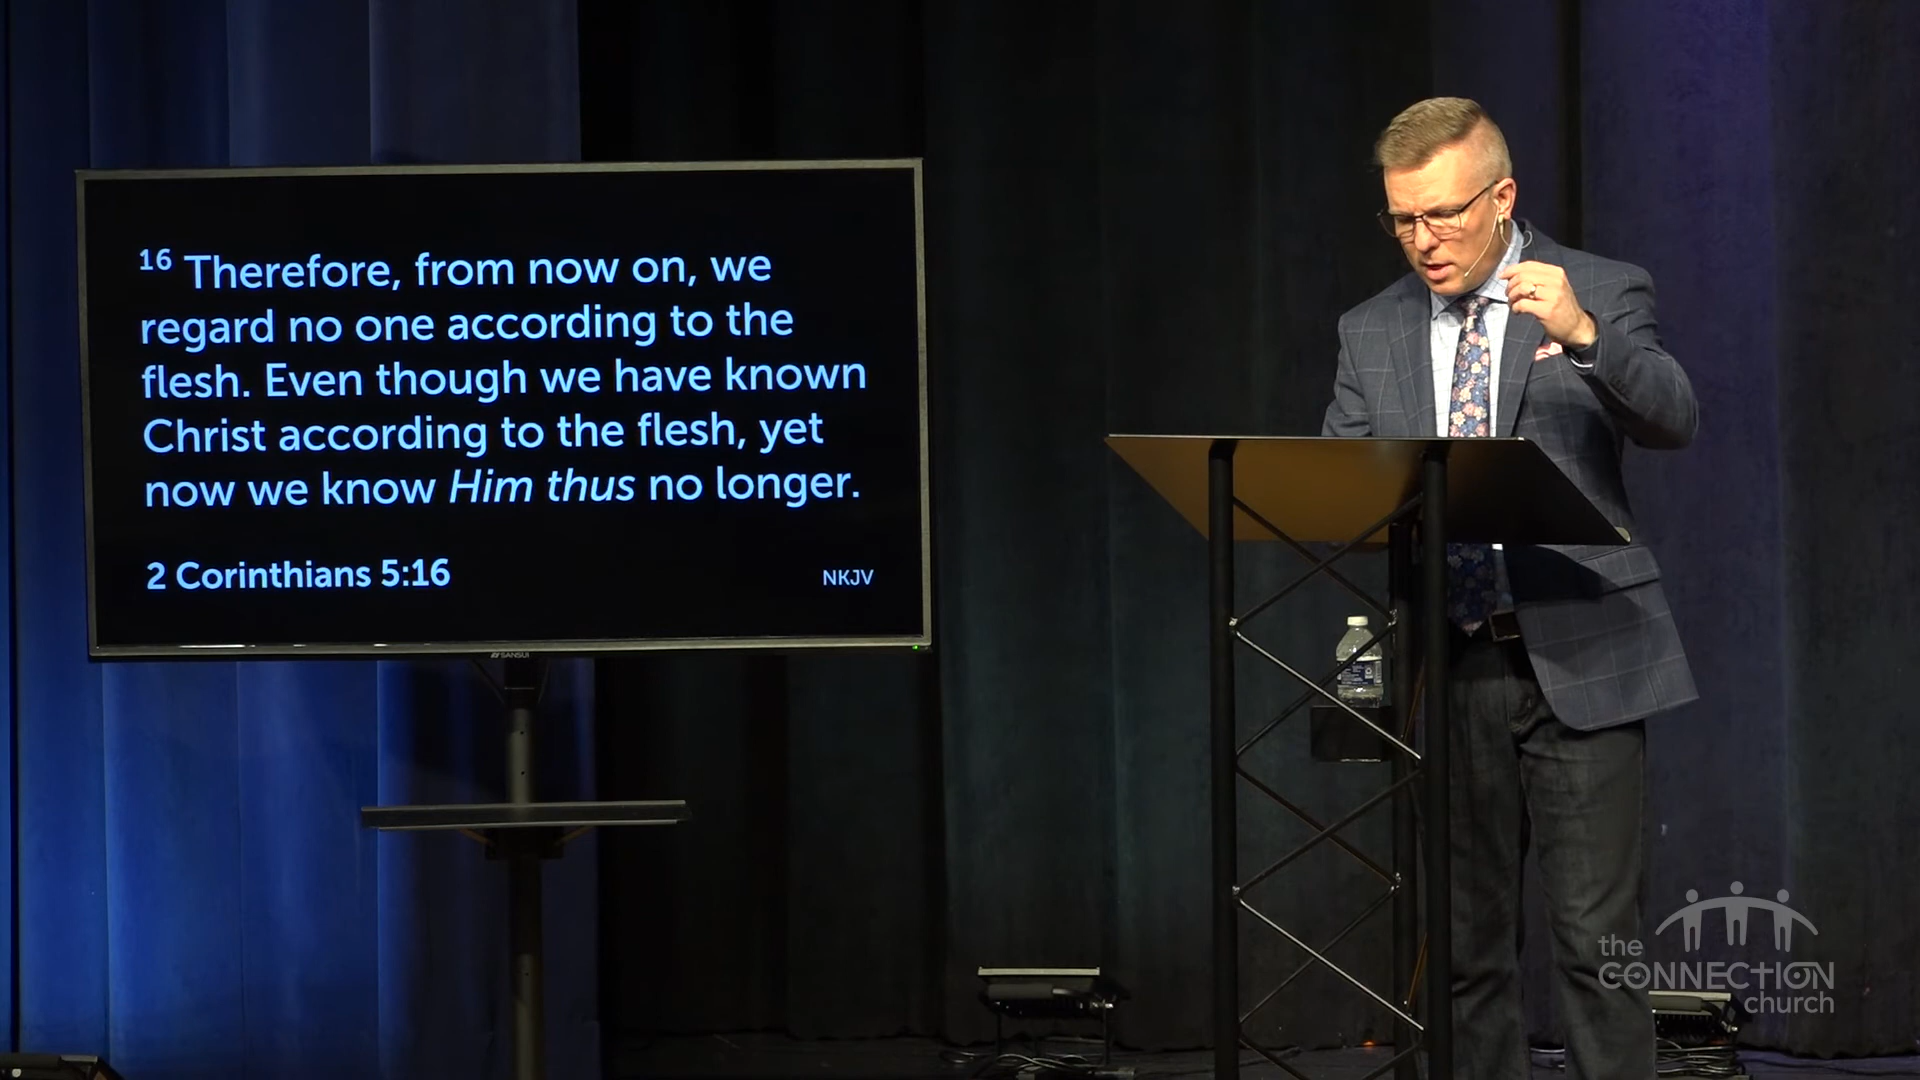 16 Therefore, from now on, we
regard no one according to the
flesh. Even though we have known
Christ according to the flesh, yet
now we know Him thus no longer.
2 Corinthians 5:16
NKJV
SANSUI
the
CONNECTION
church